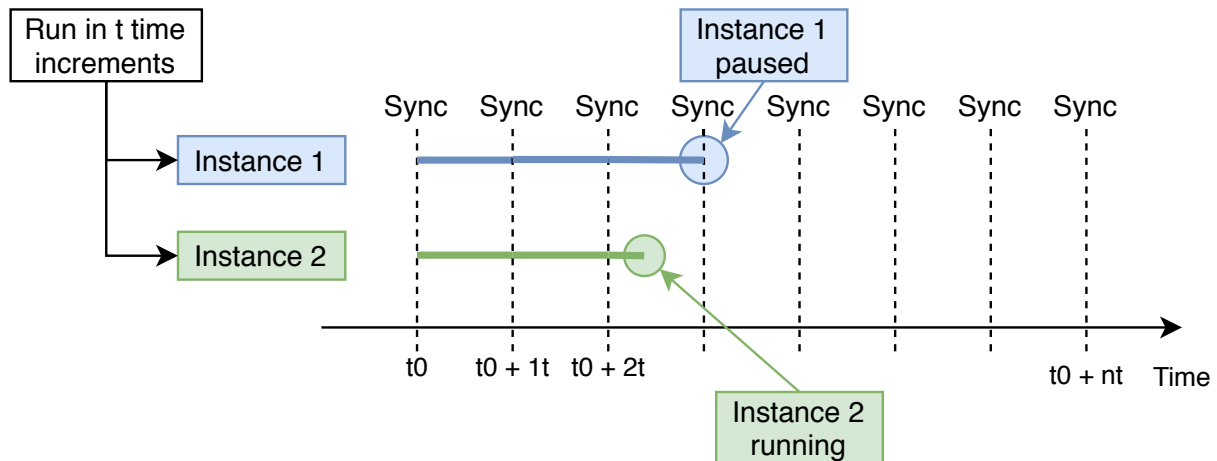 Run in t time
increments
Instance 1
paused
Sync Sync Sync Sync Sync Sync Sync Sync
Instance 1
Instance 2
t0 t0 + 1t t0 + 2t t0 + nt Time
Instance 2
running